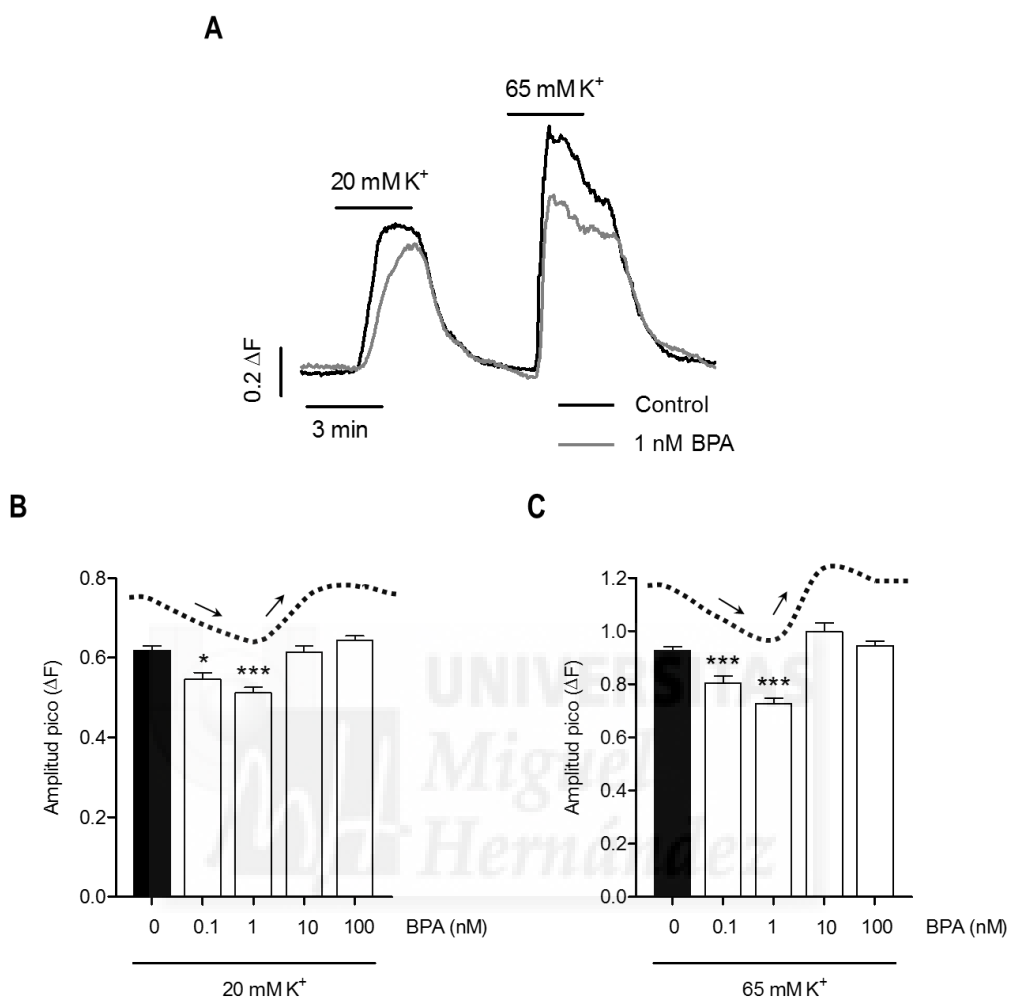 A
65 mM K⁺
20 mM K⁺
0.2 ΔF
3 min
Control
1 nM BPA
B
Amplitud pico (ΔF)
0.8
0.6
0.4
0.2
0.0
*
***
0 0.1 1 10 100 BPA (nM)
20 mM K⁺
C
Amplitud pico (ΔF)
1.2
1.0
0.8
0.6
0.4
0.2
0.0
***
***
0 0.1 1 10 100 BPA (nM)
65 mM K⁺
UNIVERSITAS
Miguel
Hernández